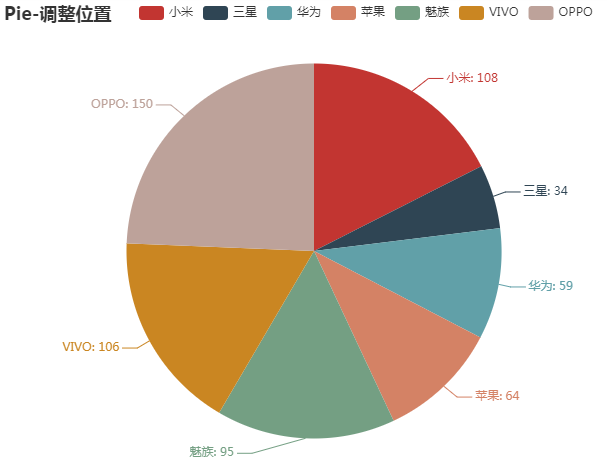 Pie-调整位置
小米 三星 华为 苹果 魅族 VIVO OPPO
小米: 108
OPPO: 150
三星: 34
华为: 59
VIVO: 106
苹果: 64
魅族: 95